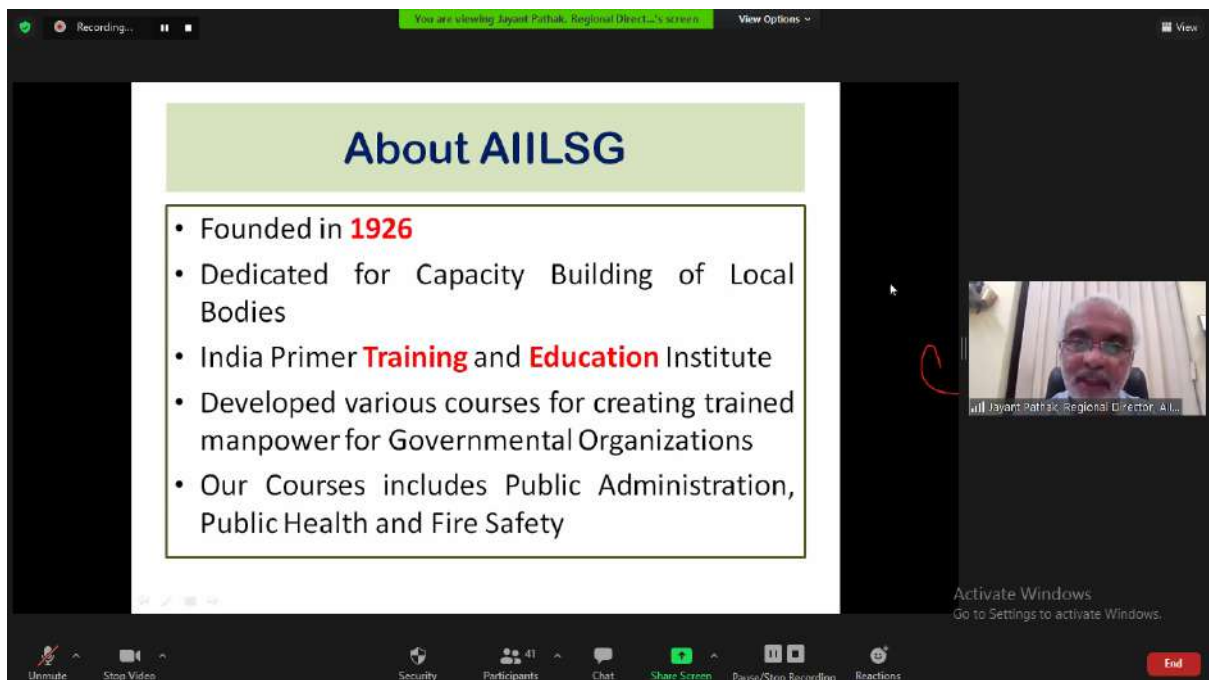 Recording...
You are viewing Jayant Pathak, Regional Direct...'s screen
View Options
View
About AIILSG
• Founded in 1926
• Dedicated for Capacity Building of Local
Bodies
• India Primer Training and Education Institute
• Developed various courses for creating trained
manpower for Governmental Organizations
• Our Courses includes Public Administration,
Public Health and Fire Safety
Jayant Pathak, Regional Director, AII...
Activate Windows
Go to Settings to activate Windows.
Unmute
Stop Video
Security
41
Participants
Chat
Share Screen
Pause/Stop Recording
Reactions
End